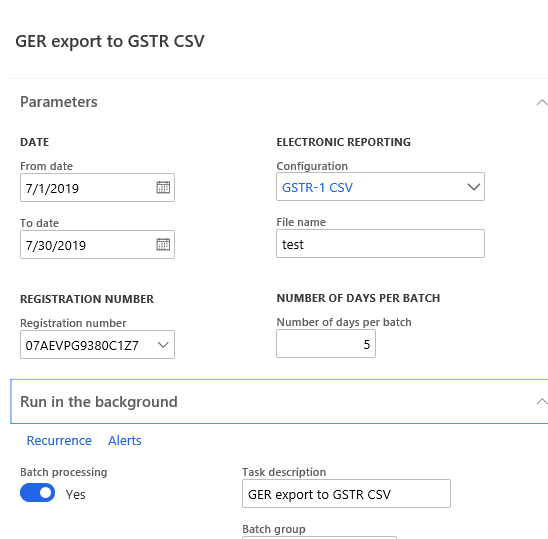 GER export to GSTR CSV
Parameters
DATE
From date
7/1/2019
To date
7/30/2019
REGISTRATION NUMBER
Registration number
07AEVPG9380C1Z7
ELECTRONIC REPORTING
Configuration
GSTR-1 CSV
File name
test
NUMBER OF DAYS PER BATCH
Number of days per batch
5
Run in the background
Recurrence Alerts
Batch processing
Yes
Task description
GER export to GSTR CSV
Batch group